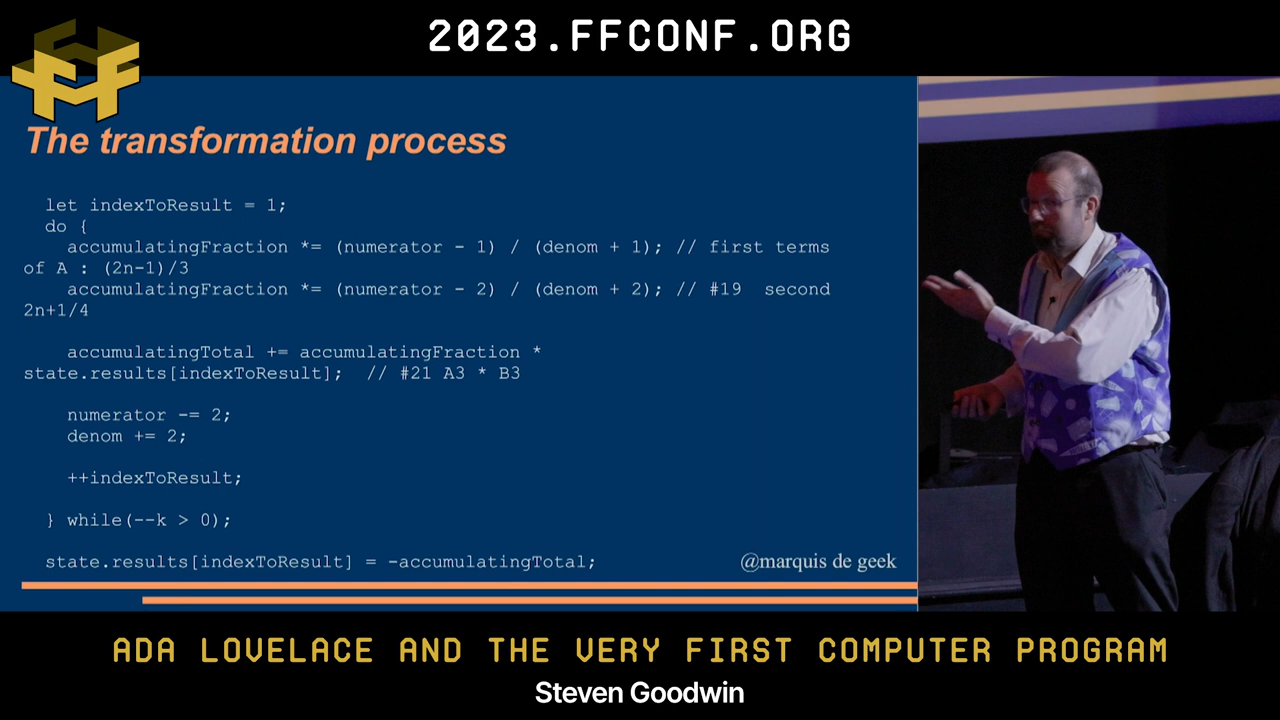 2023.FFCONF.ORG
The transformation process
let indexToResult = 1;
do {
accumulatingFraction *= (numerator - 1) / (denom + 1); // first terms
of A : (2n-1)/3
accumulatingFraction *= (numerator - 2) / (denom + 2); // #19  second
2n+1/4
accumulatingTotal += accumulatingFraction *
state.results[indexToResult];  // #21 A3 * B3
numerator -= 2;
denom += 2;
++indexToResult;
} while(--k > 0);
state.results[indexToResult] = -accumulatingTotal;
@marquis de geek
ADA LOVELACE AND THE VERY FIRST COMPUTER PROGRAM
Steven Goodwin